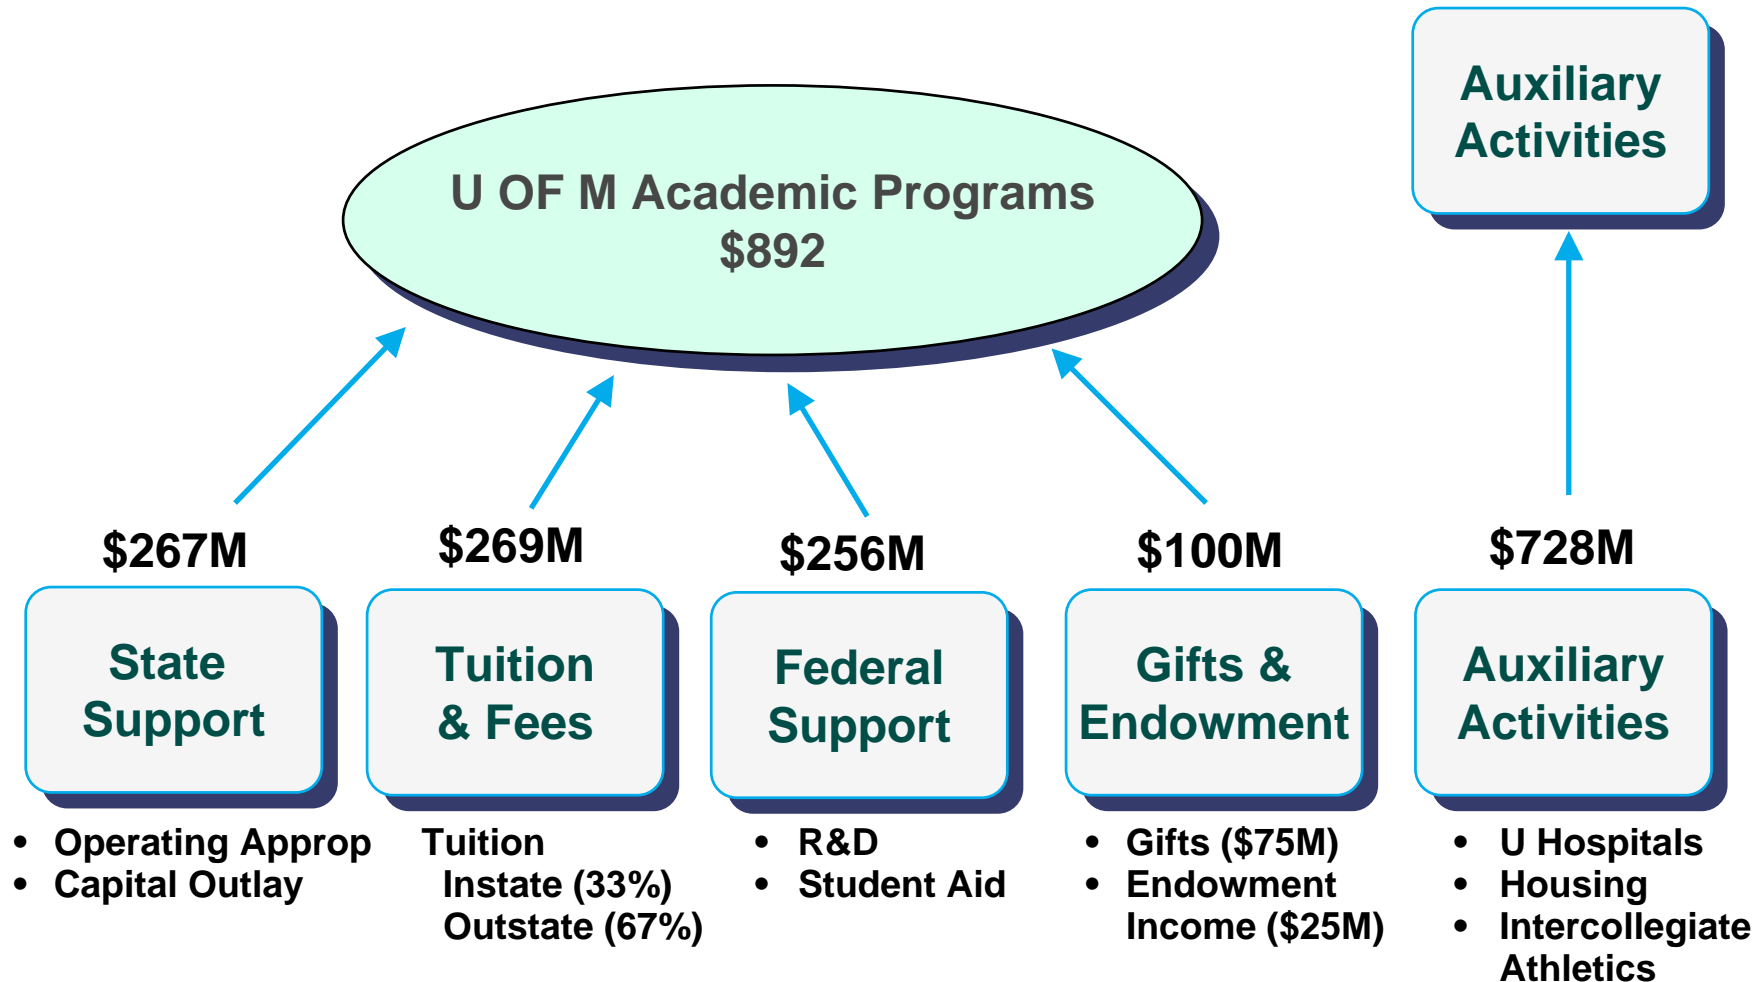 Auxiliary
Activities
U OF M Academic Programs
$892
$267M
$269M
$256M
$100M
$728M
State
Support
Tuition
& Fees
Federal
Support
Gifts &
Endowment
Auxiliary
Activities
• Operating Approp
• Capital Outlay
Tuition
Instate (33%)
Outstate (67%)
• R&D
• Student Aid
• Gifts ($75M)
• Endowment
Income ($25M)
• U Hospitals
• Housing
• Intercollegiate
Athletics